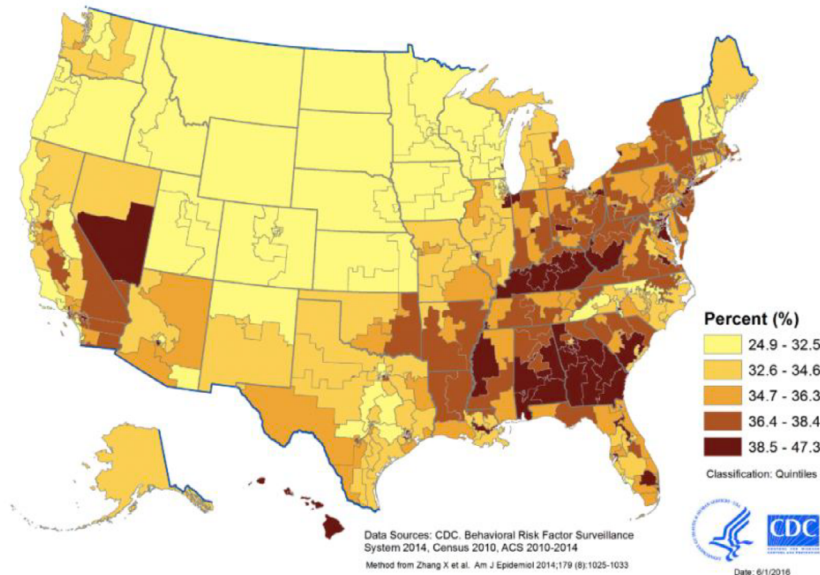 Percent (%)
24.9 - 32.5
32.6 - 34.6
34.7 - 36.3
36.4 - 38.4
38.5 - 47.3
Classification: Quintiles
Data Sources: CDC. Behavioral Risk Factor Surveillance
System 2014, Census 2010, ACS 2010-2014
Method from Zhang X et al. Am J Epidemiol 2014;179 (8):1025-1033
CDC
Date: 6/1/2016